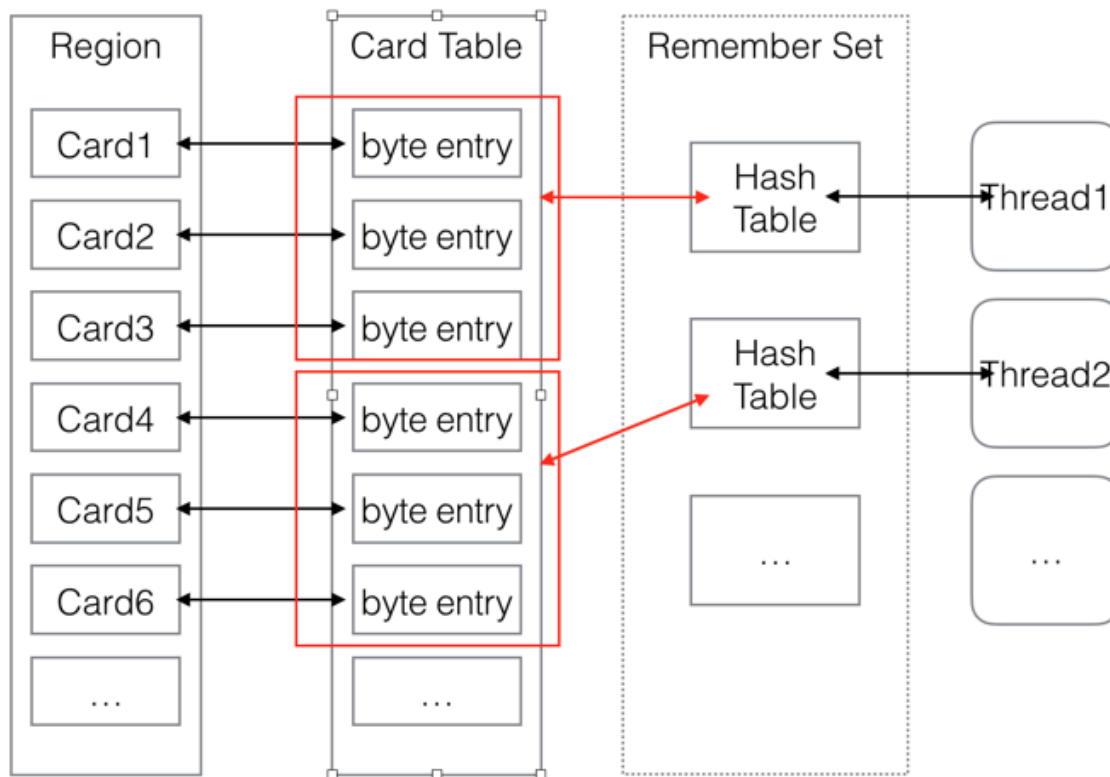 Region
Card Table
Remember Set
Card1
byte entry
Hash
Table
Thread1
Card2
byte entry
Card3
byte entry
Hash
Table
Thread2
Card4
byte entry
Card5
byte entry
...
...
Card6
byte entry
...
...